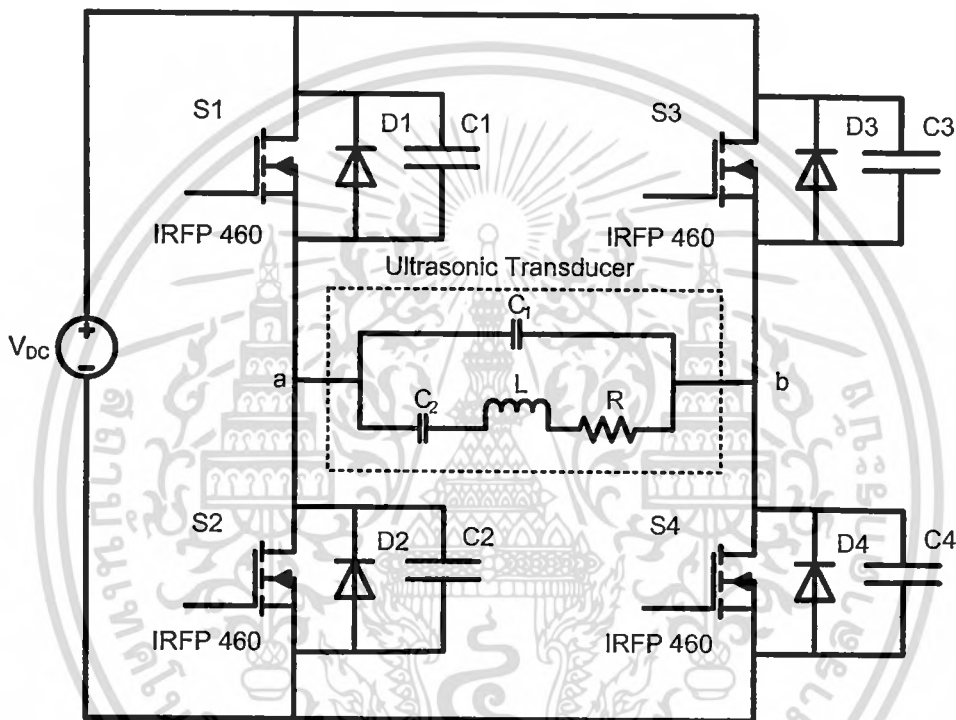 S1
D1
C1
IRFP 460
S3
D3
C3
IRFP 460
Ultrasonic Transducer
C₁
C₂
L
R
a
b
V_DC
+
-
S2
D2
C2
IRFP 460
S4
D4
C4
IRFP 460